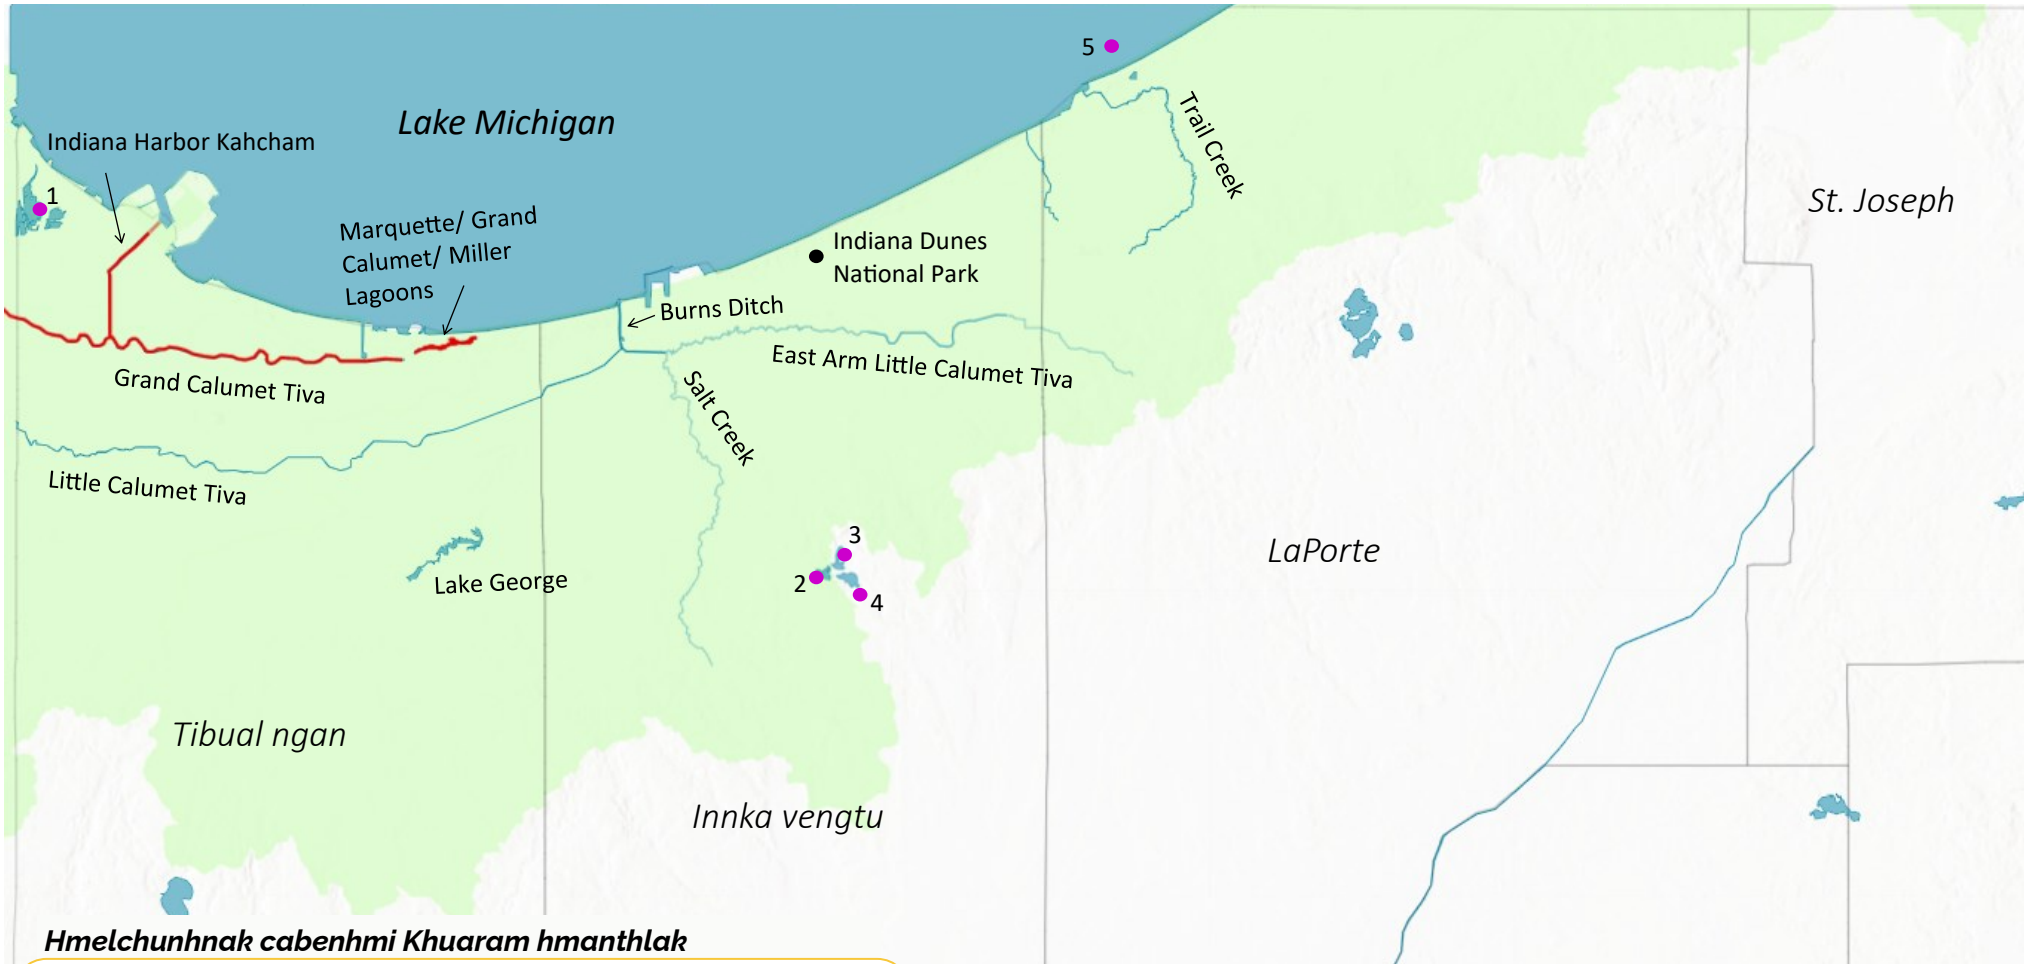 5
Lake Michigan
Trail Creek
Indiana Harbor Kahcham
1
Marquette/ Grand
Calumet/ Miller
Lagoons
St. Joseph
Indiana Dunes
National Park
Burns Ditch
East Arm Little Calumet Tiva
Grand Calumet Tiva
Salt Creek
Little Calumet Tiva
3
LaPorte
2
Lake George
4
Tibual ngan
Innka vengtu
Hmelchunhnak cabenhmi Khuaram hmanthlak